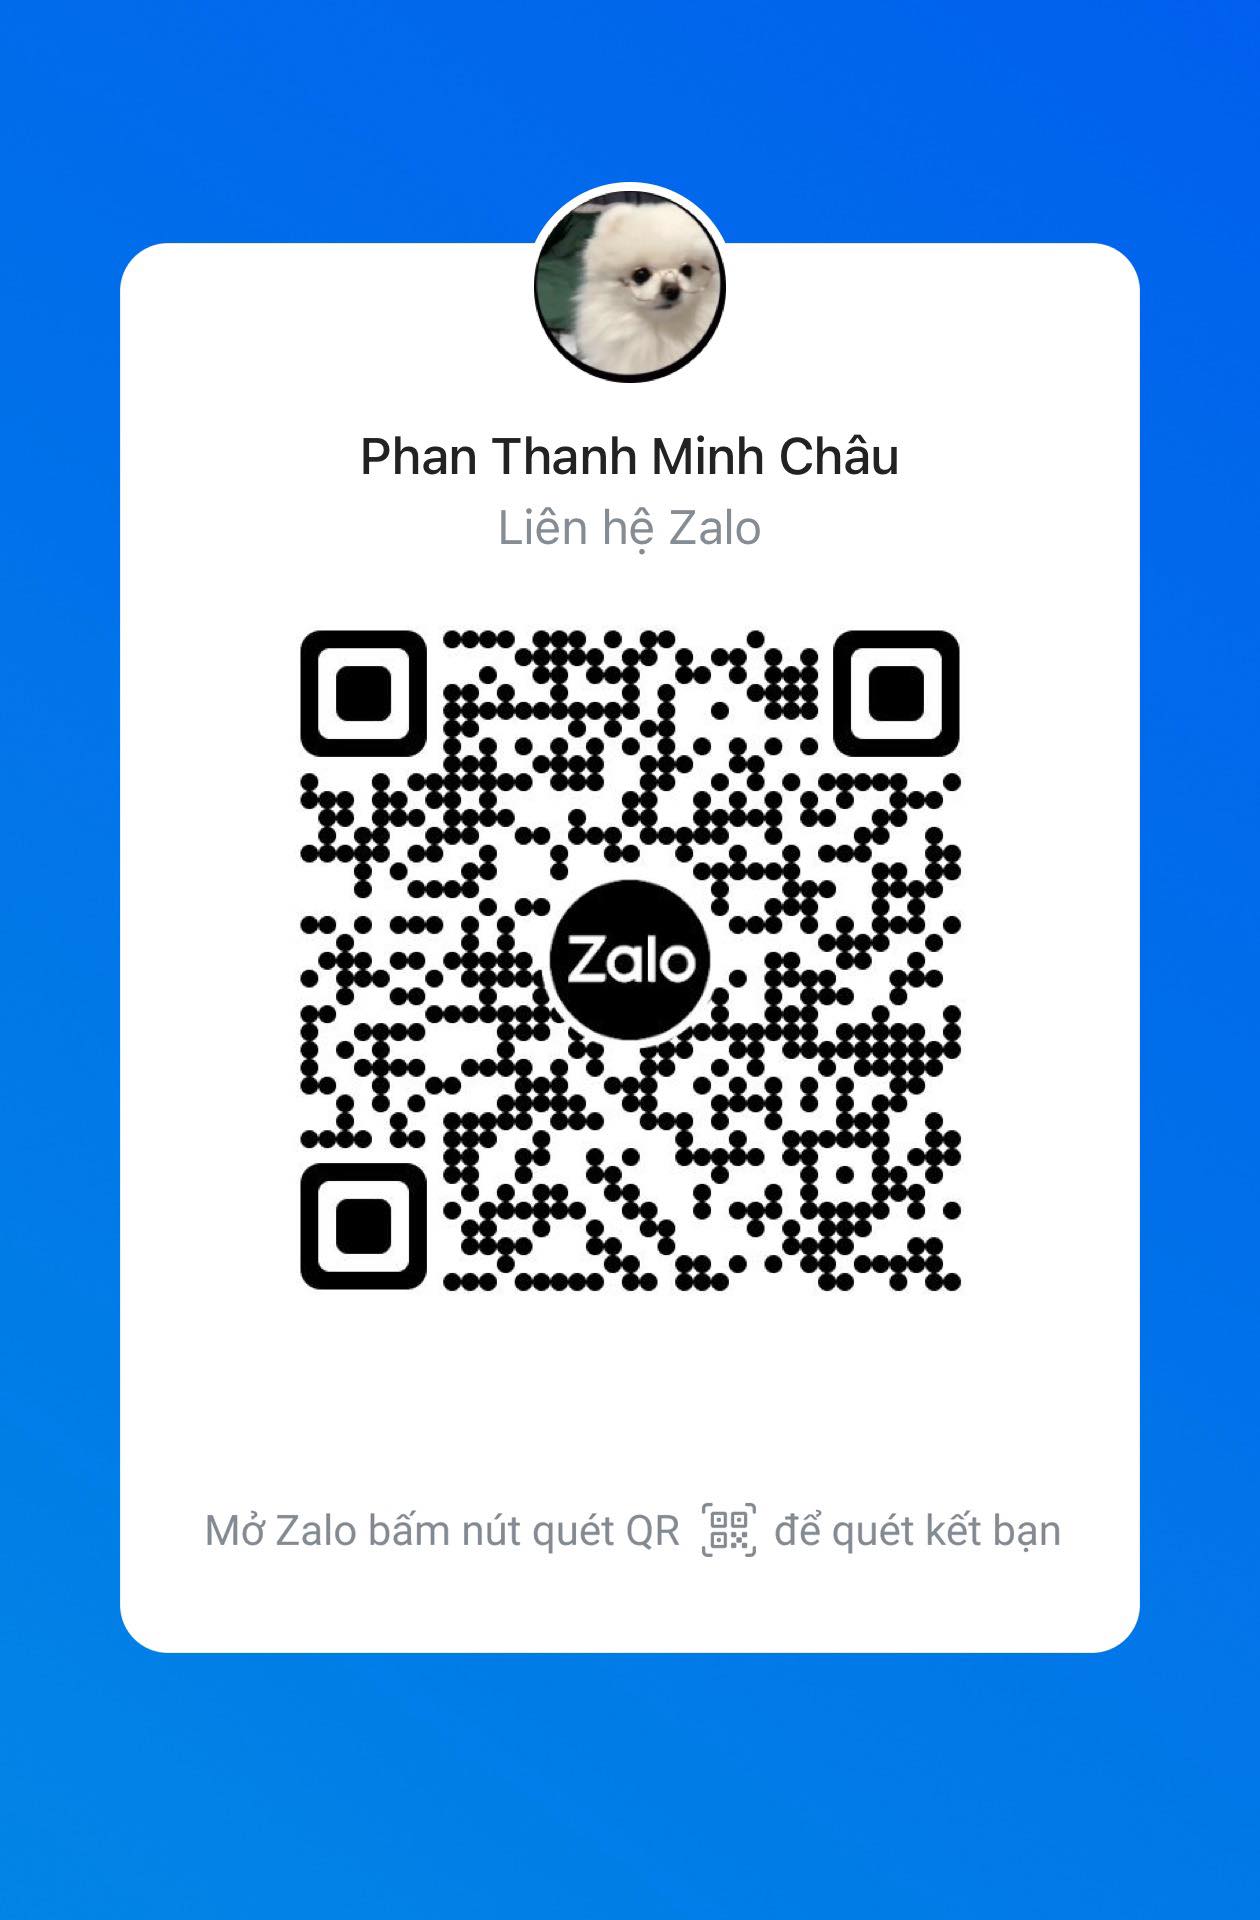 Phan Thanh Minh Châu
Liên hệ Zalo
Zalo
Mở Zalo bấm nút quét QR để quét kết bạn